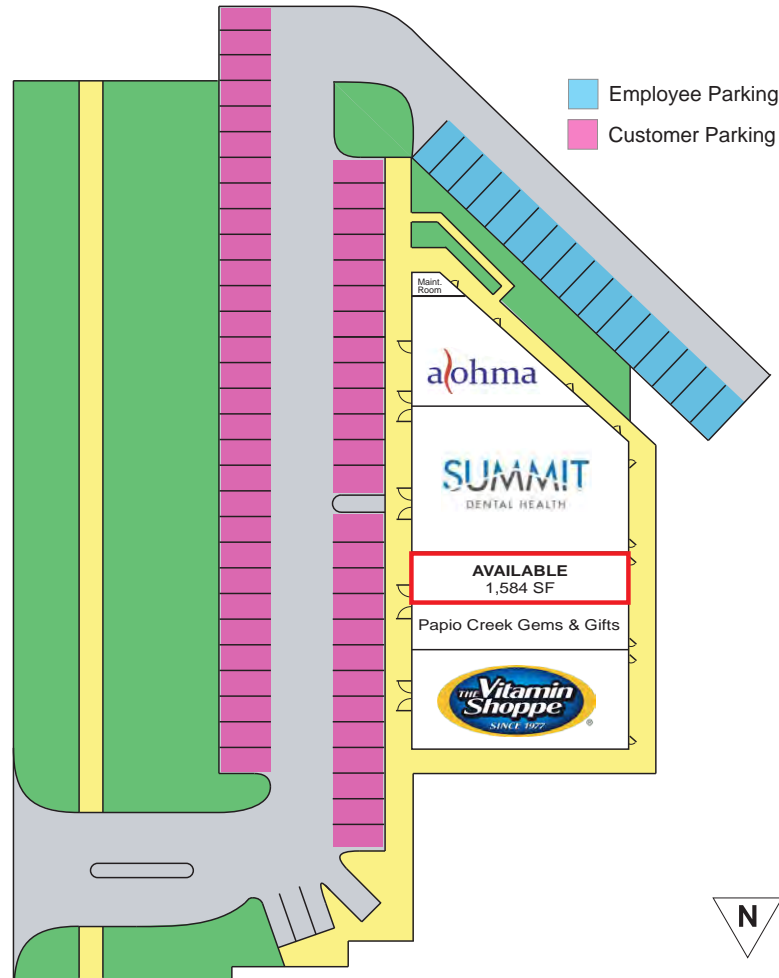 Employee Parking
Customer Parking
Maint.
Room
alohma
SUMMIT
DENTAL HEALTH
AVAILABLE
1,584 SF
Papio Creek Gems & Gifts
THE Vitamin
Shoppe
SINCE 1977
®
N